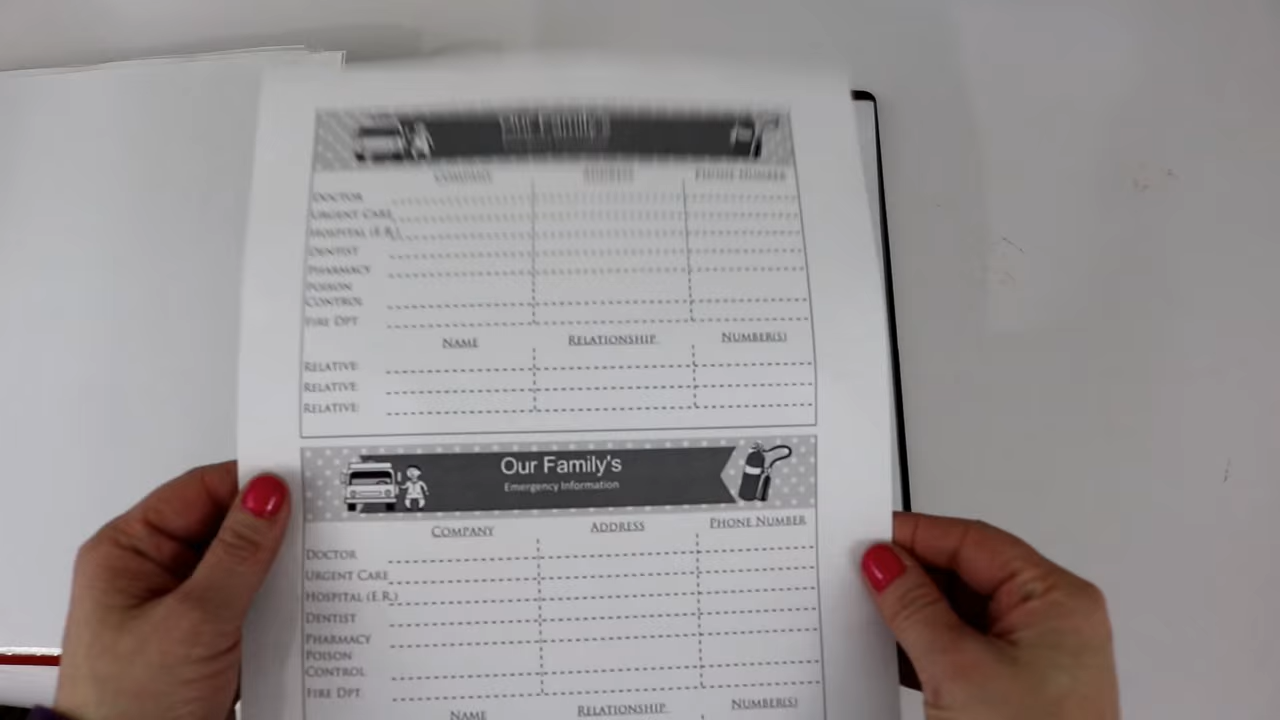 Our Family's
COMPANY ADDRESS PHONE NUMBER
DOCTOR
URGENT CARE
HOSPITAL (E.R.)
DENTIST
PHARMACY
POISON
CONTROL
FIRE DPT.
NAME RELATIONSHIP NUMBER(S)
RELATIVE:
RELATIVE:
RELATIVE:
Our Family's
Emergency Information
COMPANY ADDRESS PHONE NUMBER
DOCTOR
URGENT CARE
HOSPITAL (E.R.)
DENTIST
PHARMACY
POISON
CONTROL
FIRE DPT.
NAME RELATIONSHIP NUMBER(S)